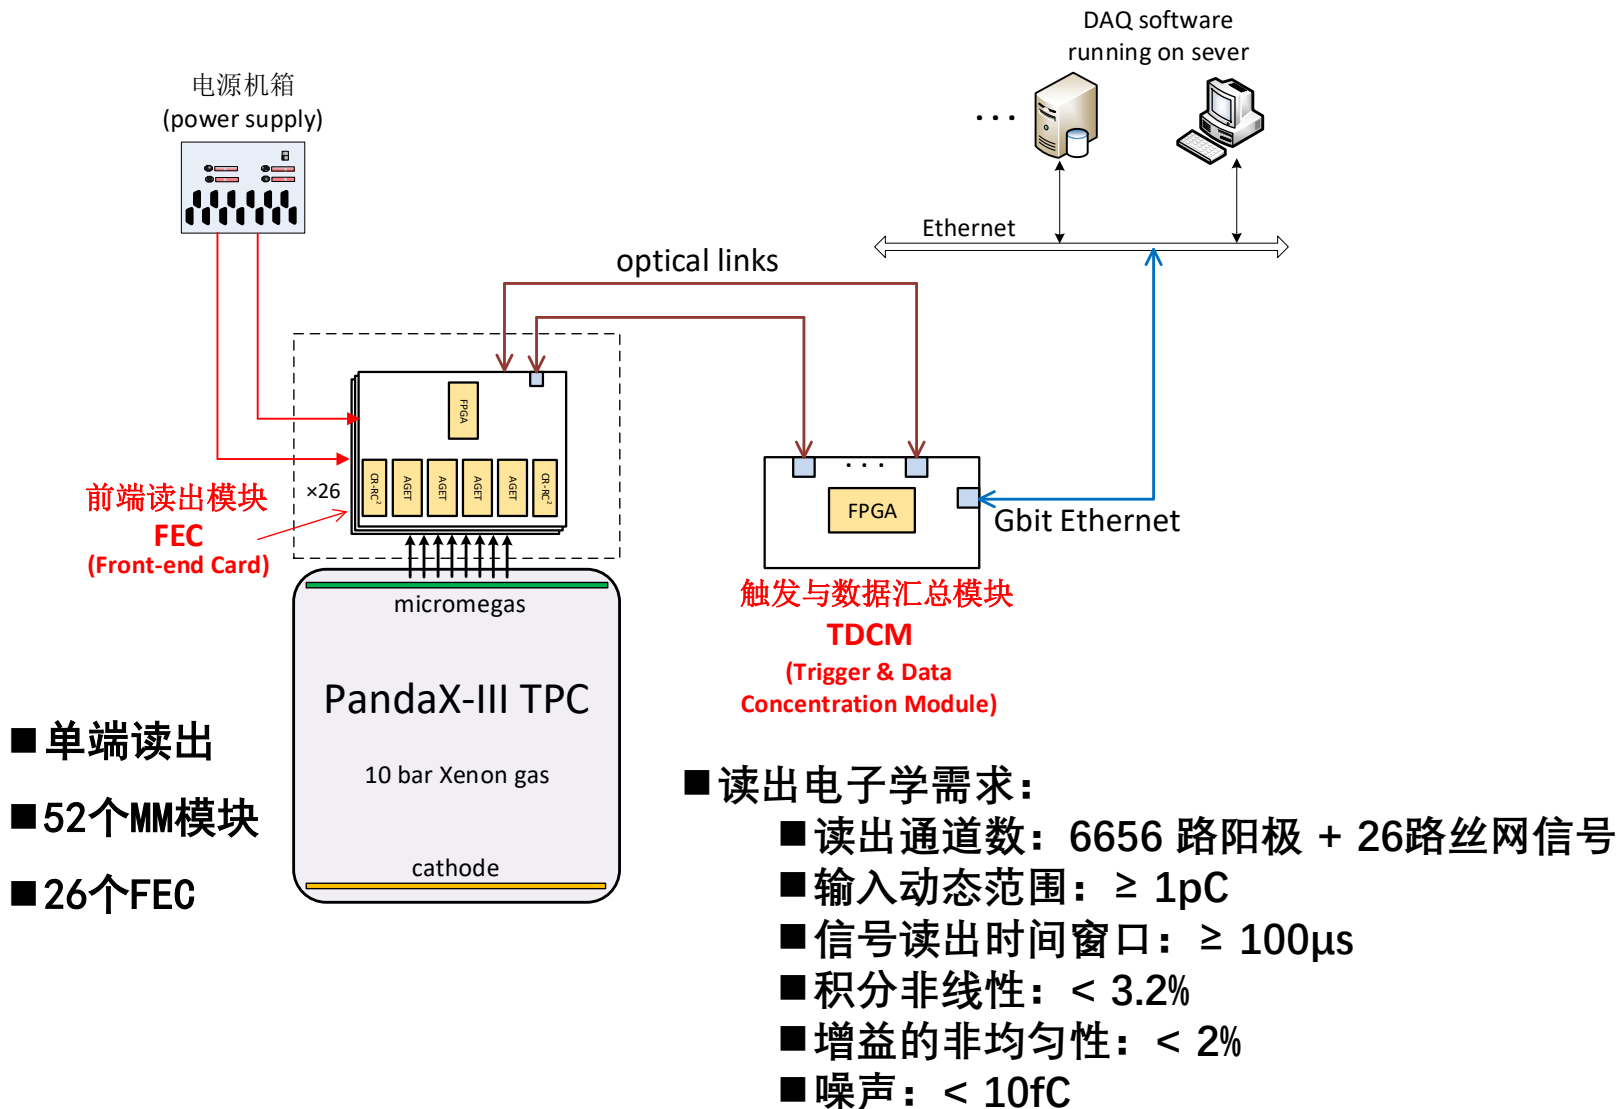 DAQ software
running on sever
电源机箱
(power supply)
· · ·
Ethernet
optical links
FPGA
CR-RC²
AGET
AGET
AGET
AGET
CR-RC²
×26
前端读出模块
FEC
(Front-end Card)
· · ·
FPGA
Gbit Ethernet
触发与数据汇总模块
TDCM
(Trigger & Data
Concentration Module)
micromegas
PandaX-III TPC
10 bar Xenon gas
cathode
■单端读出
■52个MM模块
■26个FEC
■读出电子学需求：
■读出通道数：6656 路阳极 + 26路丝网信号
■输入动态范围：≥ 1pC
■信号读出时间窗口：≥ 100μs
■积分非线性：< 3.2%
■增益的非均匀性：< 2%
■噪声：< 10fC